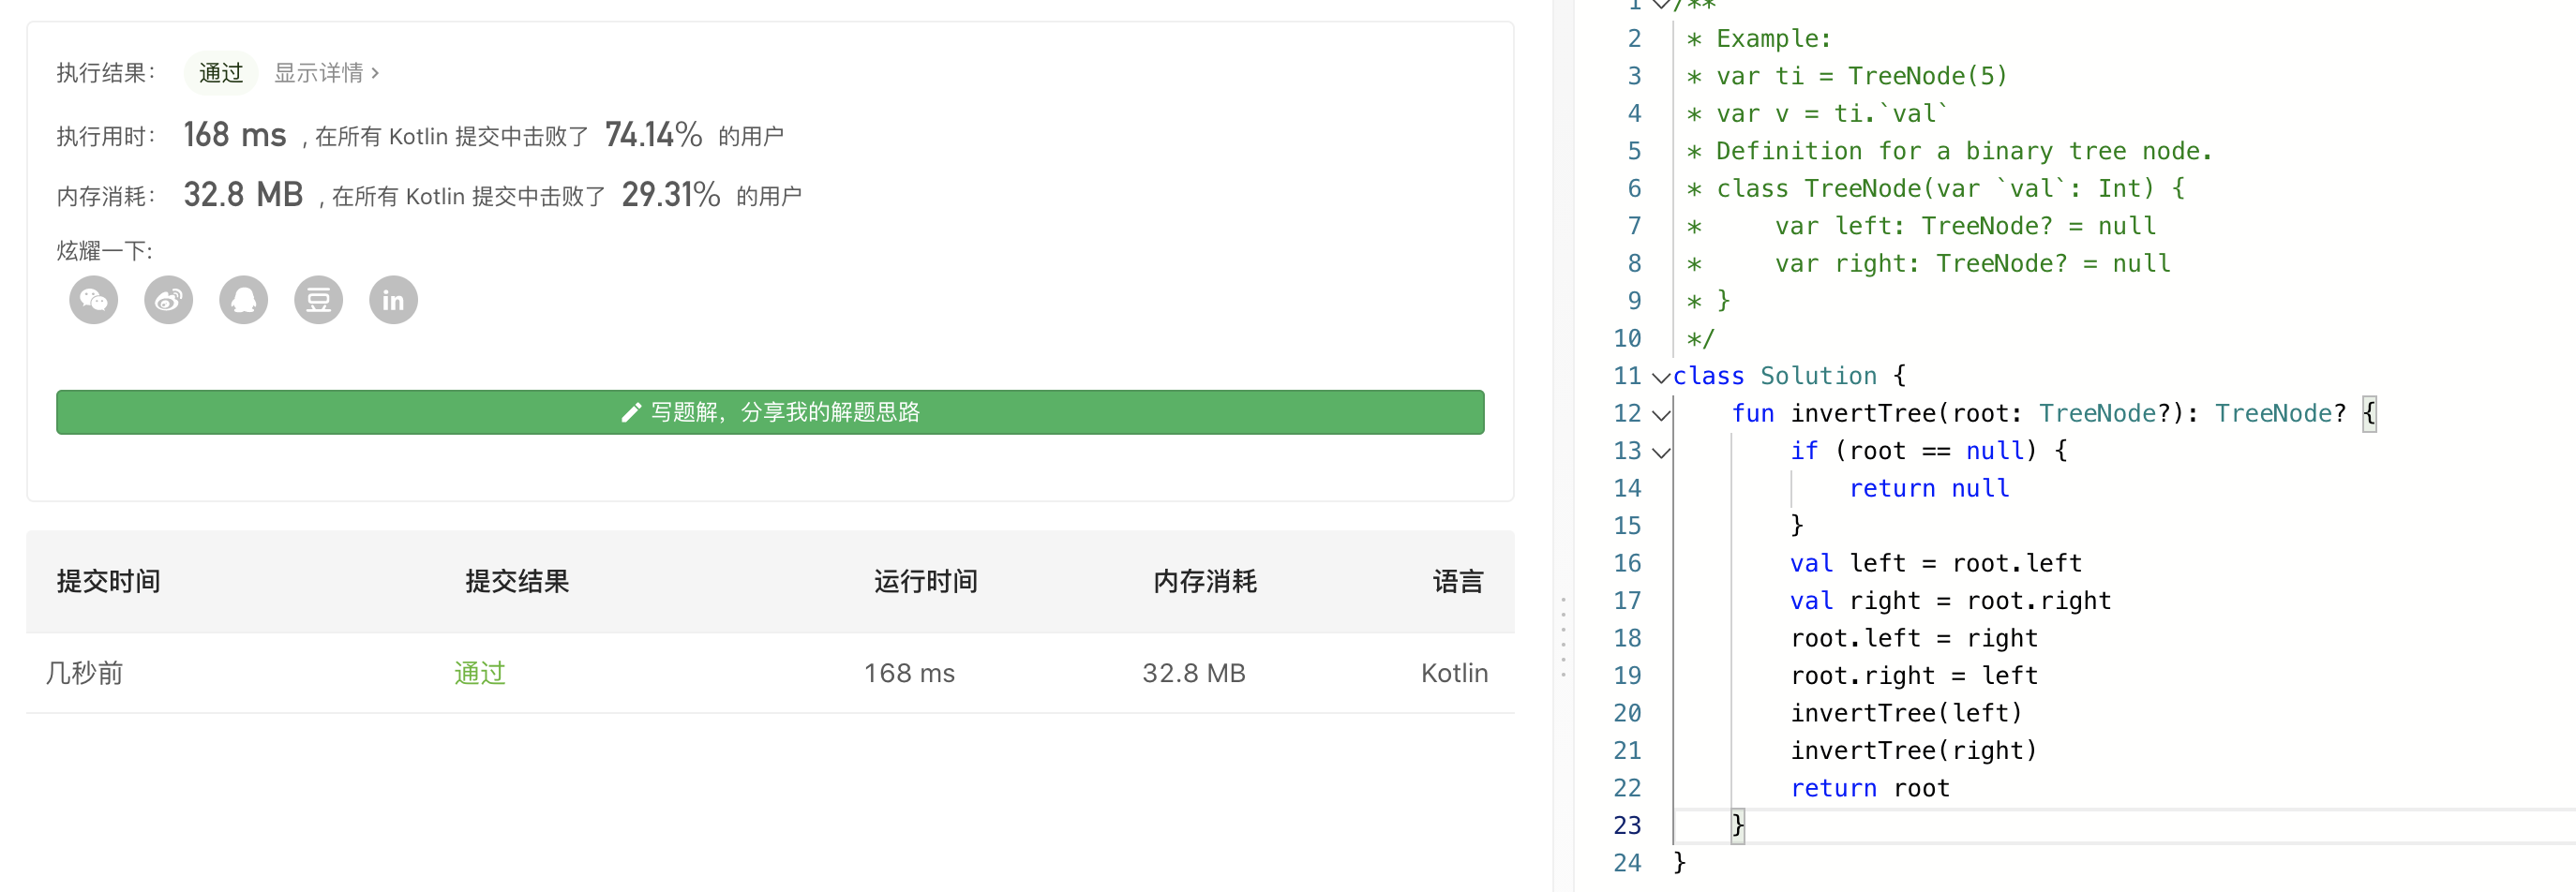 执行结果： 通过 显示详情 >
执行用时： 168 ms , 在所有 Kotlin 提交中击败了 74.14% 的用户
内存消耗： 32.8 MB , 在所有 Kotlin 提交中击败了 29.31% 的用户
炫耀一下:
豆 in
写题解，分享我的解题思路
提交时间 提交结果 运行时间 内存消耗 语言
几秒前 通过 168 ms 32.8 MB Kotlin
1 /**
2  * Example:
3  * var ti = TreeNode(5)
4  * var v = ti.`val`
5  * Definition for a binary tree node.
6  * class TreeNode(var `val`: Int) {
7  *     var left: TreeNode? = null
8  *     var right: TreeNode? = null
9  * }
10  */
11 class Solution {
12     fun invertTree(root: TreeNode?): TreeNode? {
13         if (root == null) {
14             return null
15         }
16         val left = root.left
17         val right = root.right
18         root.left = right
19         root.right = left
20         invertTree(left)
21         invertTree(right)
22         return root
23     }
24 }